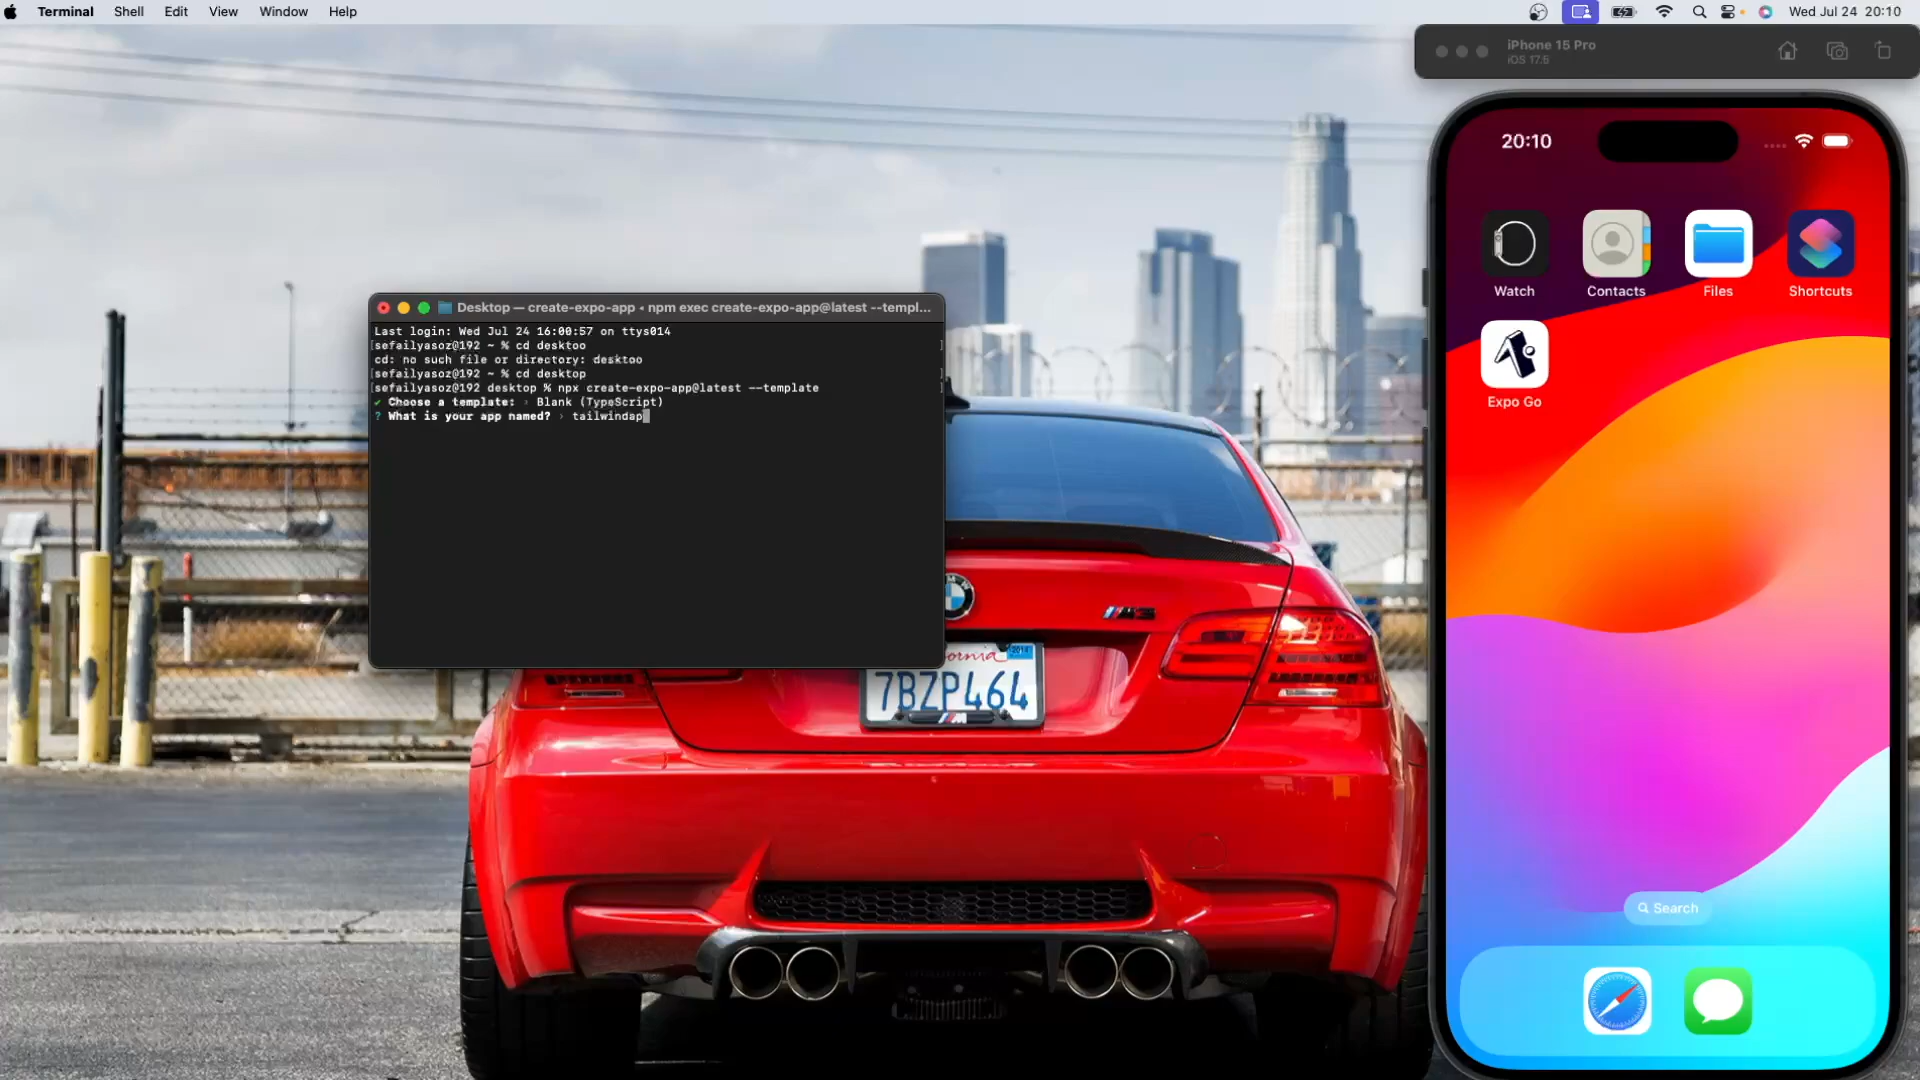 Terminal Shell Edit View Window Help
Wed Jul 24 20:10
iPhone 15 Pro
iOS 17.5
20:10
Watch Contacts Files Shortcuts
Expo Go
Search
Desktop — create-expo-app • npm exec create-expo-app@latest --templ...
Last login: Wed Jul 24 16:00:57 on ttys014
[sefailyasoz@192 ~ % cd desktoo ]
cd: no such file or directory: desktoo
[sefailyasoz@192 ~ % cd desktop ]
[sefailyasoz@192 desktop % npx create-expo-app@latest --template ]
✔ Choose a template: › Blank (TypeScript)
? What is your app named? › tailwindap
M3
2014
7BZP464
M